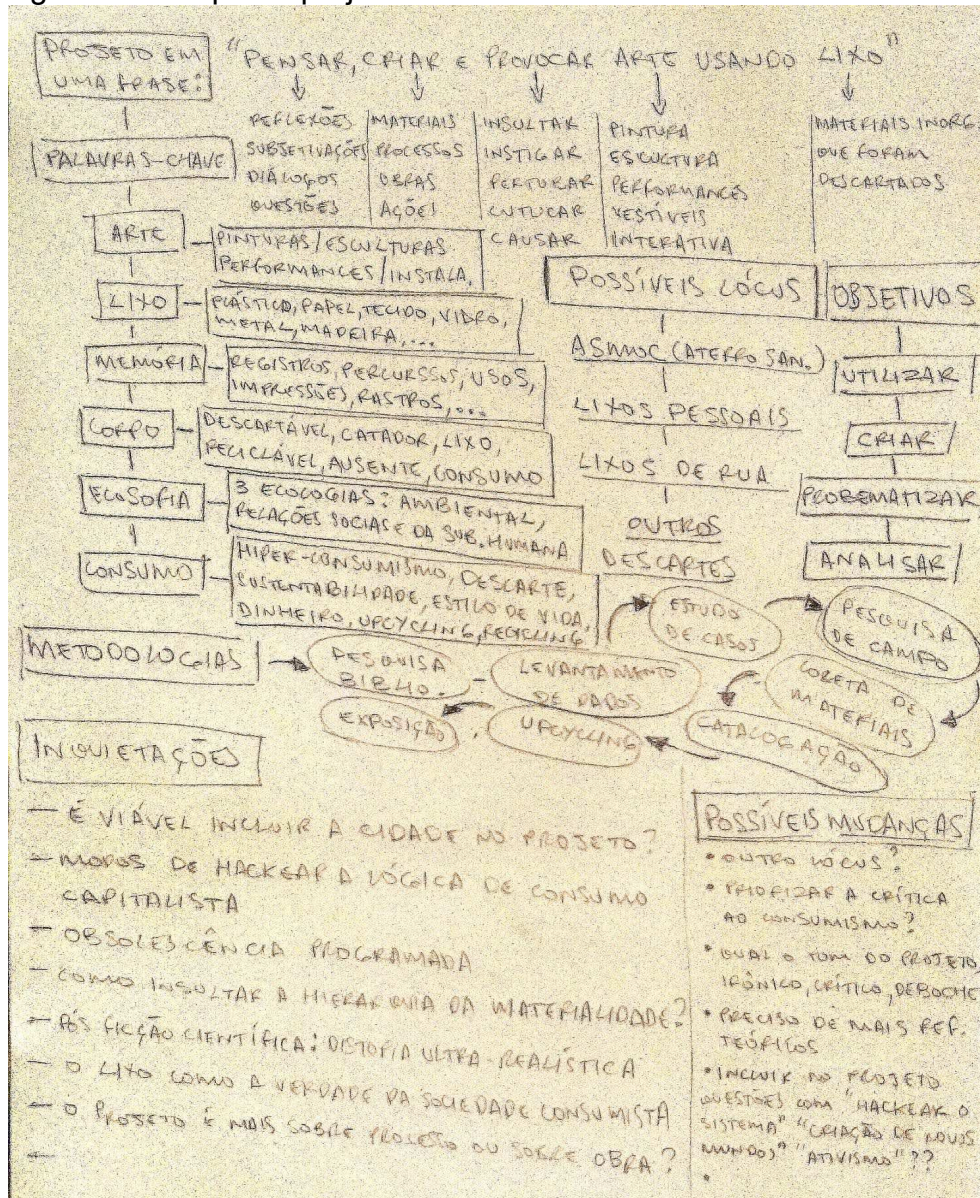 PROJETO EM
UMA FRASE:
"PENSAR, CRIAR E PROVOCAR ARTE USANDO LIXO"
REFLEXÕES
SUBJETIVAÇÕES
DIÁLOGOS
QUESTÕES
MATERIAIS
PROCESSOS
OBRAS
AÇÕES
INSULTAR
INSTIGAR
PERTURBAR
CUTUCAR
CAUSAR
PINTURA
ESCULTURA
PERFORMANCES
VESTÍVEIS
INTERATIVA
MATERIAIS INORG.
QUE FORAM
DESCARTADOS
PALAVRAS-CHAVE
ARTE
PINTURAS/ESCULTURAS
PERFORMANCES/INSTALA.
LIXO
PLÁSTICO, PAPEL, TECIDO, VIDRO,
METAL, MADEIRA,...
MEMÓRIA
REGISTROS, PERCURSSOS, USOS,
IMPRESSÕES, RASTROS,...
CORPO
DESCARTÁVEL, CATADOR, LIXO,
RECICLÁVEL, AUSENTE, CONSUMO
ECOSOFIA
3 ECOLOGIAS: AMBIENTAL,
RELAÇÕES SOCIAS E DA SUB. HUMANA
CONSUMO
HIPER-CONSUMISMO, DESCARTE,
SUSTENTABILIDADE, ESTILO DE VIDA,
DINHEIRO, UPCYCLING, RECYCLING
POSSÍVEIS LÓCUS
ASMOC (ATERRO SAN.)
LIXOS PESSOAIS
LIXOS DE RUA
OUTROS
DESCARTES
OBJETIVOS
UTILIZAR
CRIAR
PROBEMATIZAR
ANALISAR
METODOLOGIAS
PESQUISA
BIBLIO.
LEVANTAMENTO
DE DADOS
ESTUDO
DE CASOS
PESQUISA
DE CAMPO
COLETA DE
MATERIAIS
CATALOGAÇÃO
UPCYCLING
EXPOSIÇÃO
INQUIETAÇÕES
- É VIÁVEL INCLUIR A CIDADE NO PROJETO?
- MODOS DE HACKEAR A LÓGICA DE CONSUMO
CAPITALISTA
- OBSOLESCÊNCIA PROGRAMADA
- COMO INSULTAR A HIERARQUIA DA MATERIALIDADE?
- PÓS FICÇÃO CIENTÍFICA: DISTOPIA ULTRA-REALÍSTICA
- O LIXO COMO A VERDADE DA SOCIEDADE CONSUMISTA
- O PROJETO É MAIS SOBRE PROCESSO OU SOBRE OBRA?
-
POSSÍVEIS MUDANÇAS
• OUTRO LÓCUS?
• PRIORIZAR A CRÍTICA
AO CONSUMISMO?
• QUAL O TOM DO PROJETO
IRÔNICO, CRÍTICO, DEBOCHE
• PRECISO DE MAIS REF.
TEÓRICOS
• INCLUIR NO PROJETO
QUESTÕES COM "HACKEAR O
SISTEMA" "CRIAÇÃO DE NOVOS
MUNDOS" "ATIVISMO"??
•